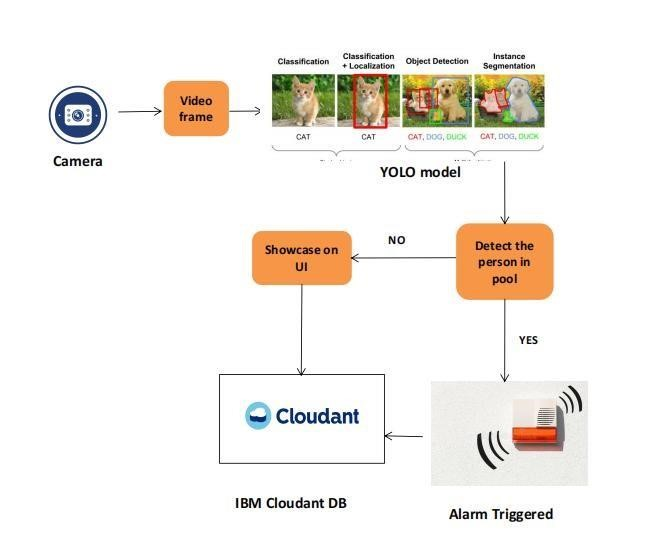 Classification
Classification
+ Localization
Object Detection
Instance
Segmentation
CAT
CAT
CAT, DOG, DUCK
CAT, DOG, DUCK
Camera
Video
frame
YOLO model
Showcase on
UI
NO
Detect the
person in
pool
YES
Cloudant
IBM Cloudant DB
Alarm Triggered